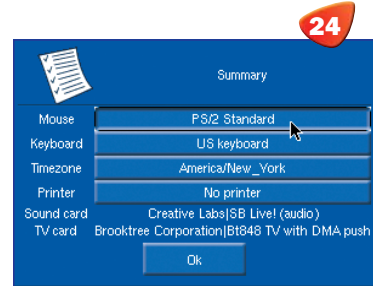 24
Summary
Mouse PS/2 Standard
Keyboard US keyboard
Timezone America/New_York
Printer No printer
Sound card Creative Labs|SB Live! (audio)
TV card Brooktree Corporation|Bt848 TV with DMA push
Ok